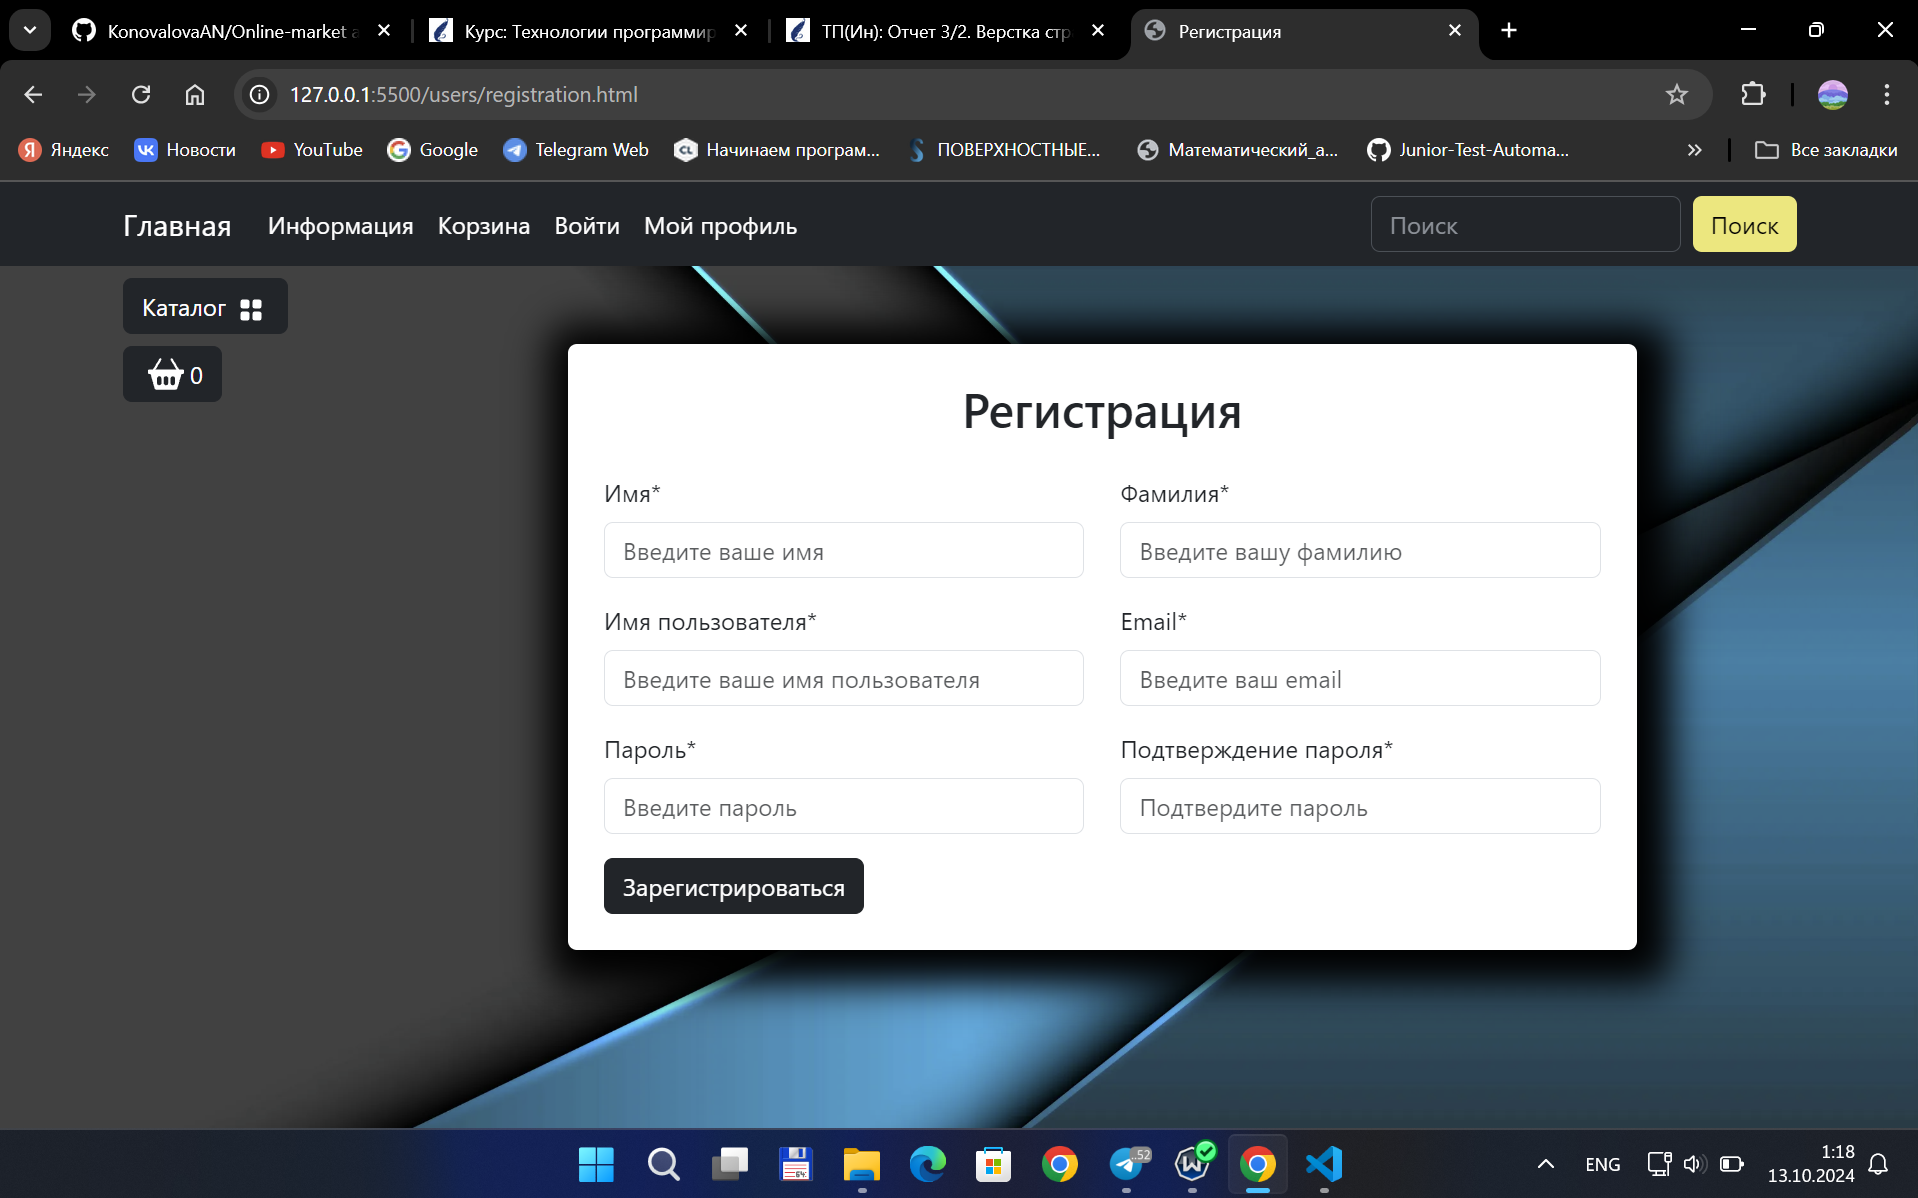 KonovalovaAN/Online-market a
Курс: Технологии программир
ТП(Ин): Отчет 3/2. Верстка стр
Регистрация
127.0.0.1:5500/users/registration.html
Яндекс
Новости
YouTube
Google
Telegram Web
Начинаем програм...
ПОВЕРХНОСТНЫЕ...
Математический_а...
Junior-Test-Automa...
Все закладки
Главная
Информация
Корзина
Войти
Мой профиль
Поиск
Поиск
Каталог
0
Регистрация
Имя*
Фамилия*
Введите ваше имя
Введите вашу фамилию
Имя пользователя*
Email*
Введите ваше имя пользователя
Введите ваш email
Пароль*
Подтверждение пароля*
Введите пароль
Подтвердите пароль
Зарегистрироваться
..52
ENG
1:18
13.10.2024